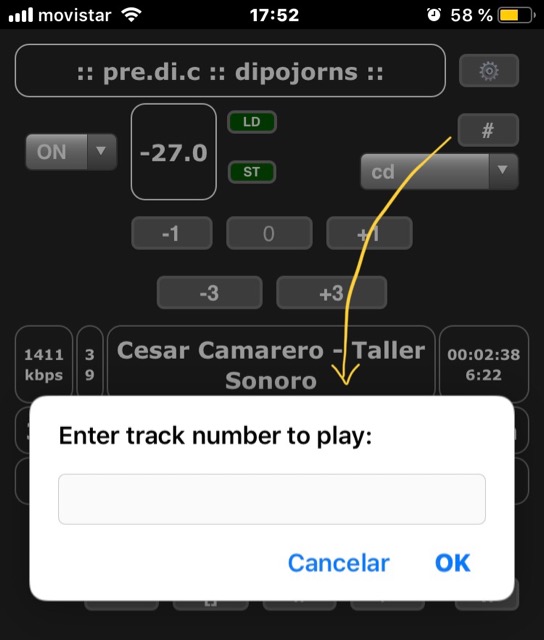 movistar 17:52 58 %
:: pre.di.c :: dipojorns ::
ON -27.0 LD #
ST cd
-1 0 +1
-3 +3
1411 kbps
3
9
Cesar Camarero - Taller
Sonoro
00:02:38
6:22
Enter track number to play:
Cancelar OK